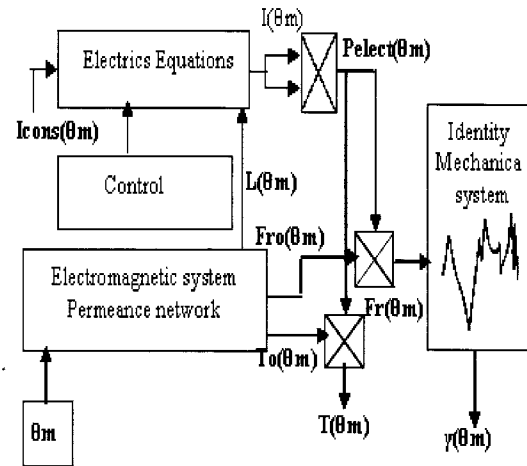 I(θm)
Electrics Equations
Pelect(θm)
Icons(θm)
Identity
Mechanica
system
Control
L(θm)
Fro(θm)
Electromagnetic system
Permeance network
Fr(θm)
To(θm)
θm
T(θm)
γ(θm)